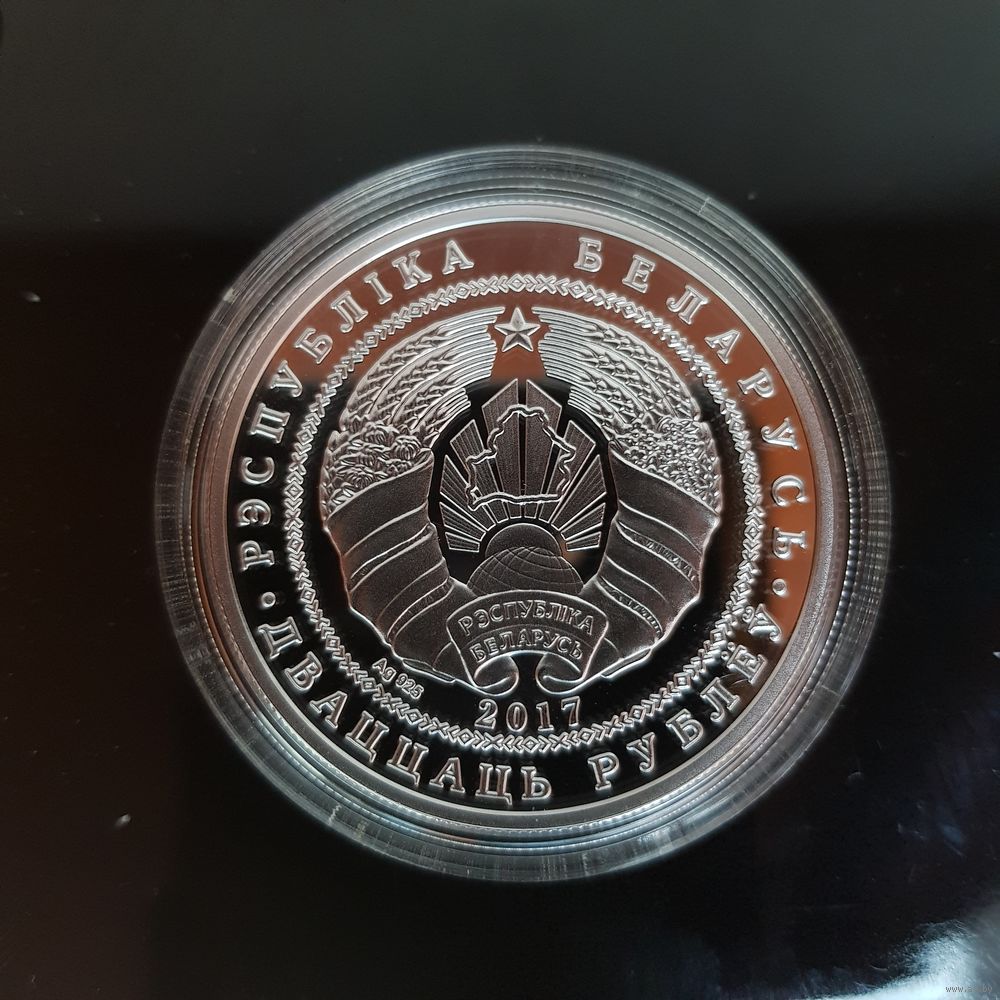 РЭСПУБЛІКА БЕЛАРУСЬ
РЭСПУБЛІКА
БЕЛАРУСЬ
Ag 925
2017
ДВАЦЦАЦЬ РУБЛЁЎ